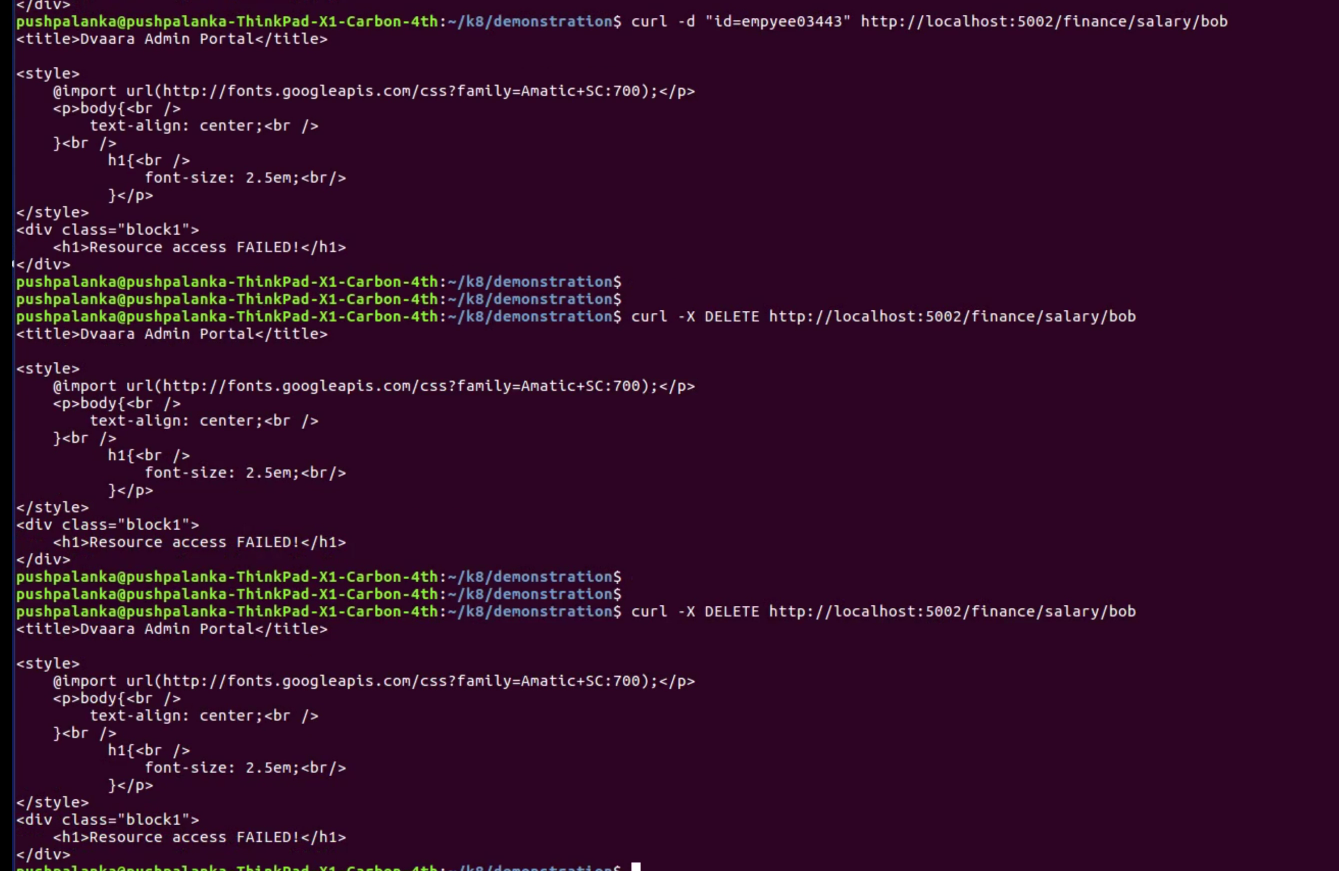 </div>
pushpalanka@pushpalanka-ThinkPad-X1-Carbon-4th:~/k8/demonstration$ curl -d "id=empyee03443" http://localhost:5002/finance/salary/bob
<title>Dvaara Admin Portal</title>
<style>
@import url(http://fonts.googleapis.com/css?family=Amatic+SC:700);</p>
<p>body{<br />
text-align: center;<br />
}<br />
h1{<br />
font-size: 2.5em;<br/>
}</p>
</style>
<div class="block1">
<h1>Resource access FAILED!</h1>
</div>
pushpalanka@pushpalanka-ThinkPad-X1-Carbon-4th:~/k8/demonstration$
pushpalanka@pushpalanka-ThinkPad-X1-Carbon-4th:~/k8/demonstration$
pushpalanka@pushpalanka-ThinkPad-X1-Carbon-4th:~/k8/demonstration$ curl -X DELETE http://localhost:5002/finance/salary/bob
<title>Dvaara Admin Portal</title>
<style>
@import url(http://fonts.googleapis.com/css?family=Amatic+SC:700);</p>
<p>body{<br />
text-align: center;<br />
}<br />
h1{<br />
font-size: 2.5em;<br/>
}</p>
</style>
<div class="block1">
<h1>Resource access FAILED!</h1>
</div>
pushpalanka@pushpalanka-ThinkPad-X1-Carbon-4th:~/k8/demonstration$
pushpalanka@pushpalanka-ThinkPad-X1-Carbon-4th:~/k8/demonstration$
pushpalanka@pushpalanka-ThinkPad-X1-Carbon-4th:~/k8/demonstration$ curl -X DELETE http://localhost:5002/finance/salary/bob
<title>Dvaara Admin Portal</title>
<style>
@import url(http://fonts.googleapis.com/css?family=Amatic+SC:700);</p>
<p>body{<br />
text-align: center;<br />
}<br />
h1{<br />
font-size: 2.5em;<br/>
}</p>
</style>
<div class="block1">
<h1>Resource access FAILED!</h1>
</div>
pushpalanka@pushpalanka-ThinkPad-X1-Carbon-4th:~/k8/demonstration$